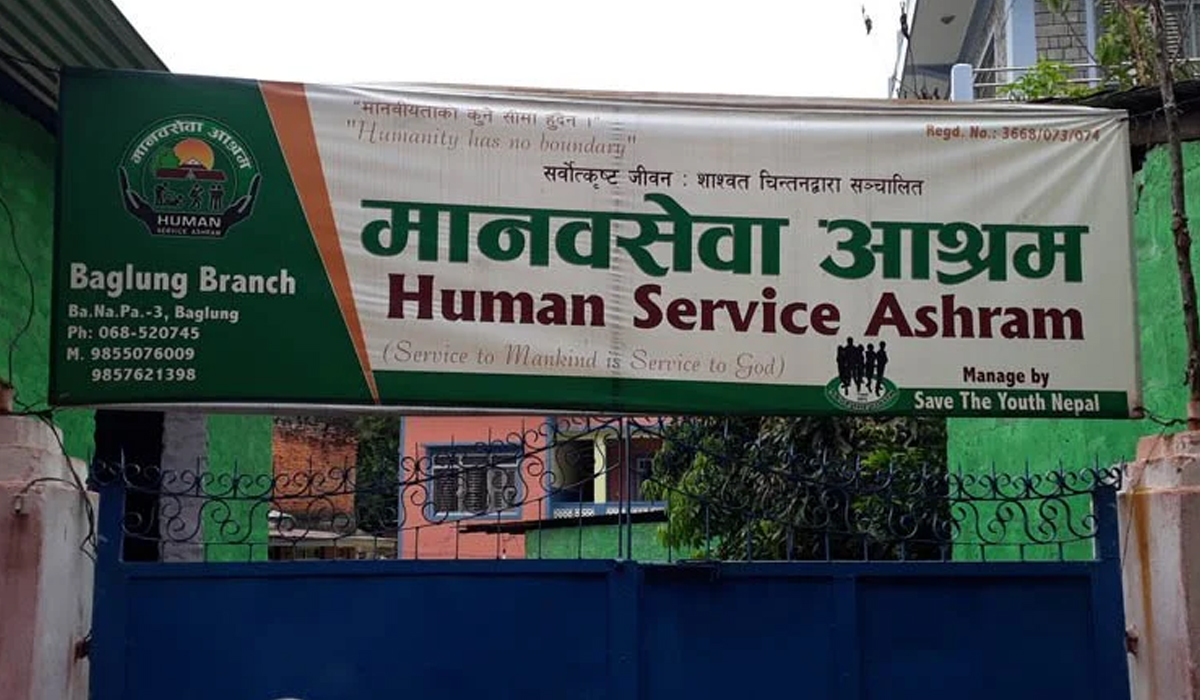 मानवसेवा आश्रम
HUMAN
SERVICE ASHRAM
Baglung Branch
Ba.Na.Pa.-3, Baglung
Ph: 068-520745
M. 9855076009
9857621398
"मानवीयताका कुनै सीमा हुदैन ।"
"Humanity has no boundary"
Regd. No.: 3668/073/074
सर्वोत्कृष्ट जीवन : शाश्वत चिन्तनद्वारा सञ्चालित
मानवसेवा आश्रम
Human Service Ashram
(Service to Mankind is Service to God)
Manage by
Save The Youth Nepal